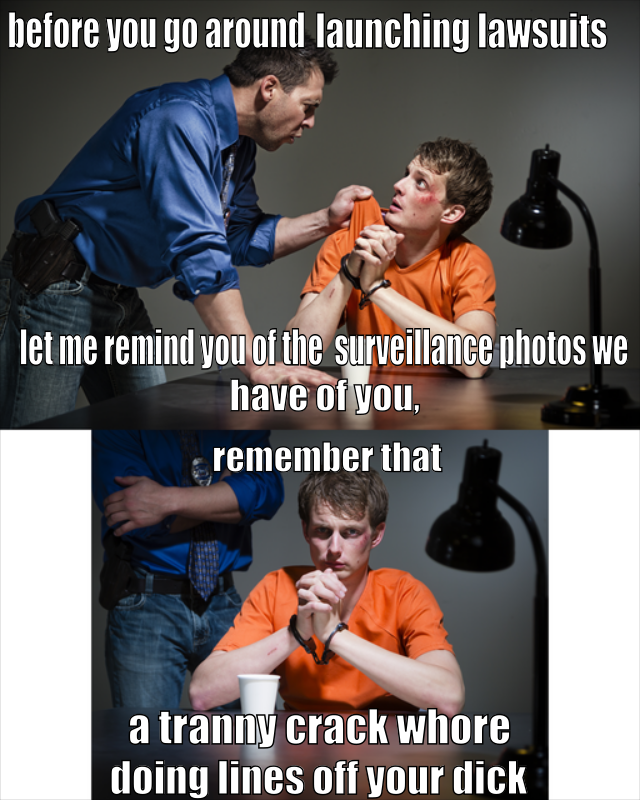 before you go around launching lawsuits
let me remind you of the surveillance photos we
have of you,
remember that
a tranny crack whore
doing lines off your dick